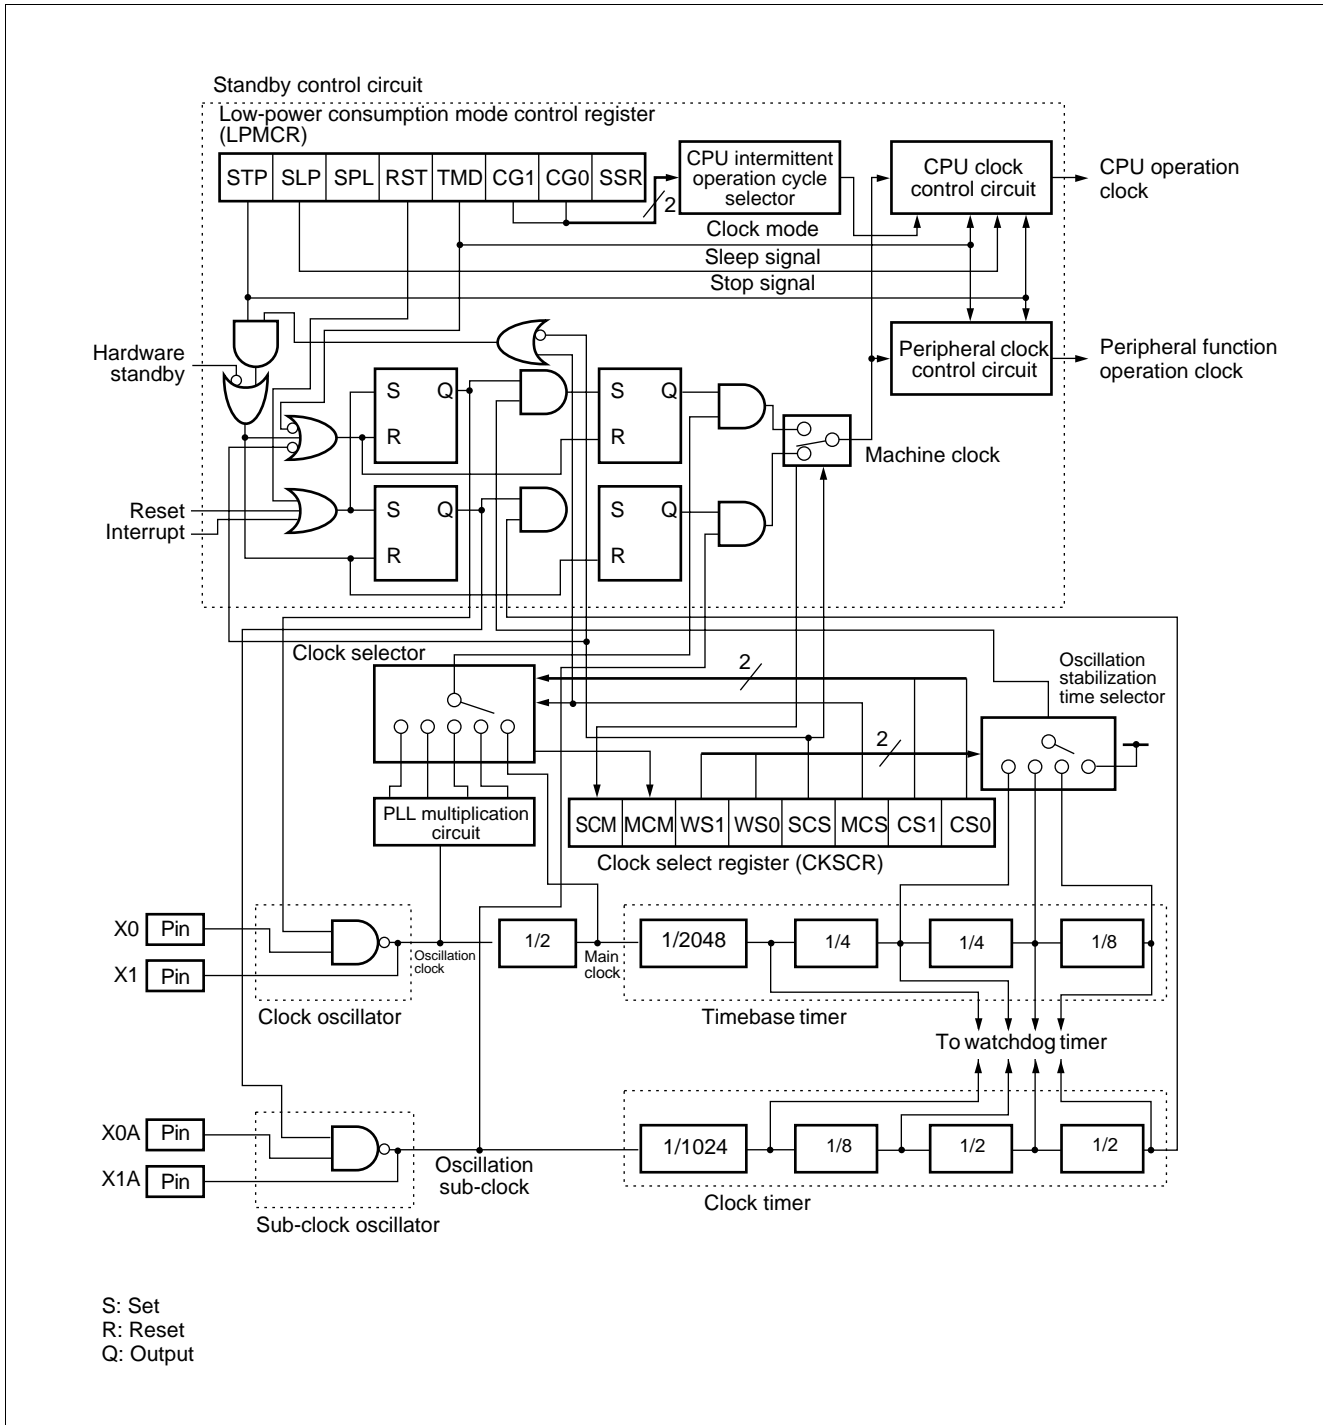 Standby control circuit
Low-power consumption mode control register
(LPMCR)
STP SLP SPL RST TMD CG1 CG0 SSR
2
CPU intermittent
operation cycle
selector
CPU clock
control circuit
CPU operation
clock
Clock mode
Sleep signal
Stop signal
Hardware
standby
Peripheral clock
control circuit
Peripheral function
operation clock
S Q
R
S
R
Machine clock
Reset
Interrupt
S Q
R
S
R
Clock selector
2
Oscillation
stabilization
time selector
2
PLL multiplication
circuit
SCM MCM WS1 WS0 SCS MCS CS1 CS0
Clock select register (CKSCR)
X0 Pin
X1 Pin
Oscillation
clock
1/2
Main
clock
1/2048
1/4
1/4
1/8
Clock oscillator
Timebase timer
To watchdog timer
X0A Pin
X1A Pin
Oscillation
sub-clock
1/1024
1/8
1/2
1/2
Clock timer
Sub-clock oscillator
S: Set
R: Reset
Q: Output